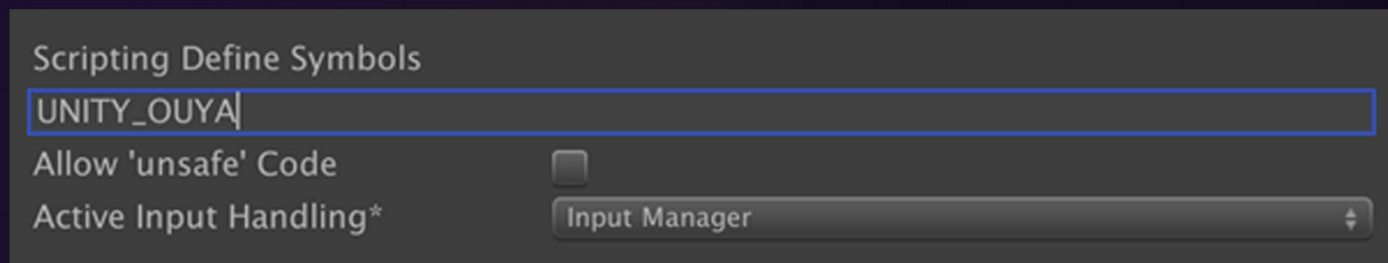 Scripting Define Symbols
UNITY_OUYA
Allow 'unsafe' Code
Active Input Handling* Input Manager